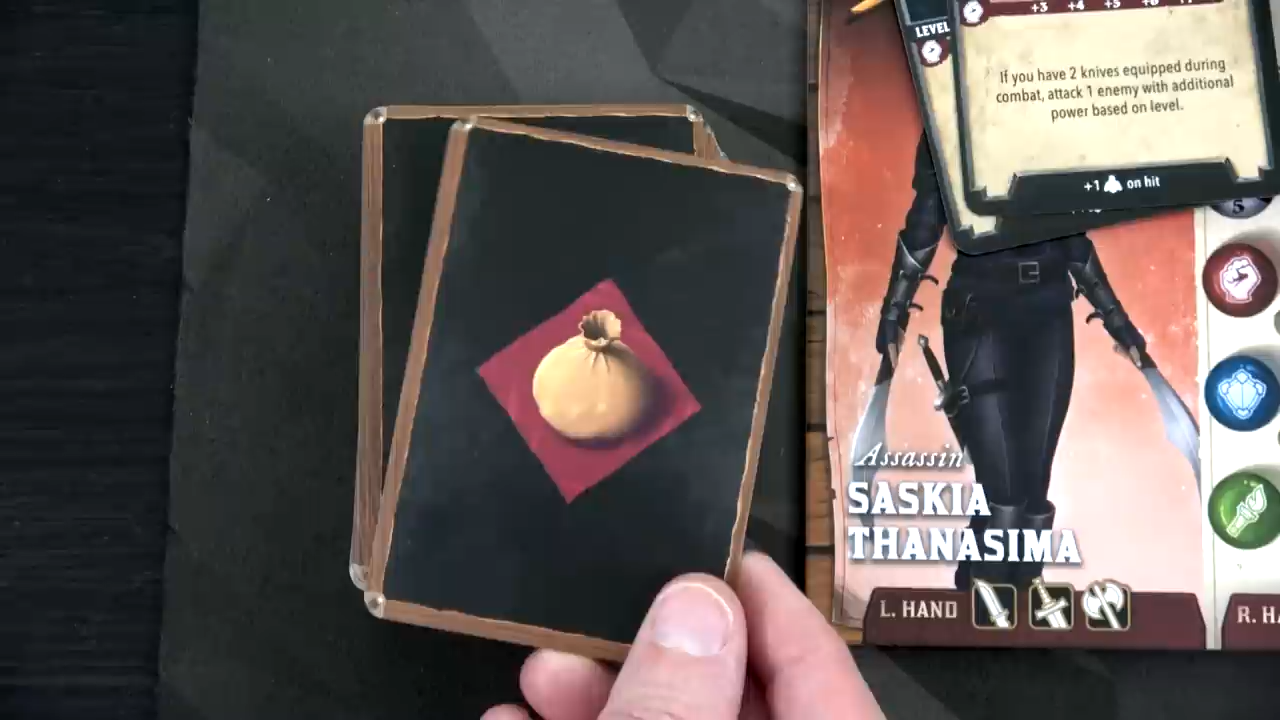 +3 +4 +5
LEVEL
If you have 2 knives equipped during
combat, attack 1 enemy with additional
power based on level.
+1 on hit
5
Assassin
SASKIA
THANASIMA
L. HAND
R. HA